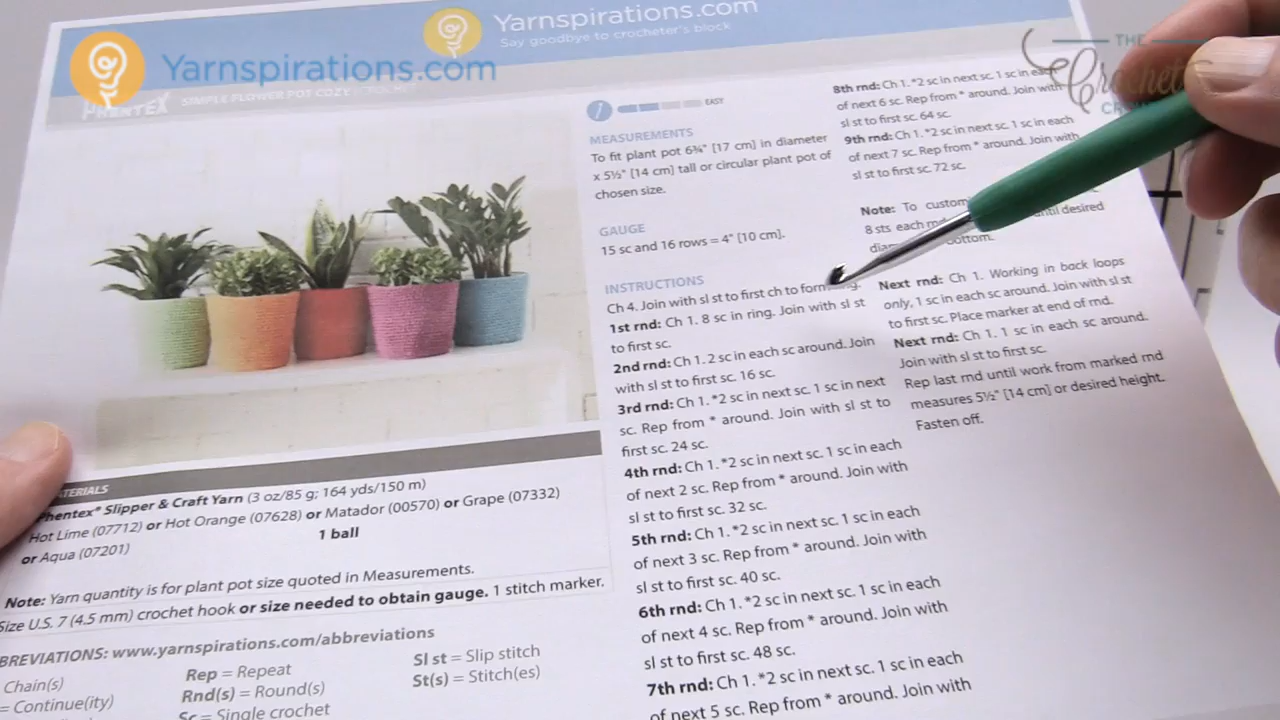 Yarnspirations.com
Say goodbye to crocheter's block
Yarnspirations.com
PHENTEX SIMPLE FLOWER POT COZY
THE
Crochet
EASY
MEASUREMENTS
To fit plant pot 6¾" [17 cm] in diameter
x 5½" [14 cm] tall or circular plant pot of
chosen size.
GAUGE
15 sc and 16 rows = 4" [10 cm].
INSTRUCTIONS
Ch 4. Join with sl st to first ch to form
1st rnd: Ch 1. 8 sc in ring. Join with sl st
to first sc.
2nd rnd: Ch 1. 2 sc in each sc around. Join
with sl st to first sc. 16 sc.
3rd rnd: Ch 1. *2 sc in next sc. 1 sc in next
sc. Rep from * around. Join with sl st to
first sc. 24 sc.
4th rnd: Ch 1. *2 sc in next sc. 1 sc in each
of next 2 sc. Rep from * around. Join with
sl st to first sc. 32 sc.
5th rnd: Ch 1. *2 sc in next sc. 1 sc in each
of next 3 sc. Rep from * around. Join with
sl st to first sc. 40 sc.
6th rnd: Ch 1. *2 sc in next sc. 1 sc in each
of next 4 sc. Rep from * around. Join with
sl st to first sc. 48 sc.
7th rnd: Ch 1. *2 sc in next sc. 1 sc in each
of next 5 sc. Rep from * around. Join with
8th rnd: Ch 1. *2 sc in next sc. 1 sc in each
of next 6 sc. Rep from * around. Join with
sl st to first sc. 64 sc.
9th rnd: Ch 1. *2 sc in next sc. 1 sc in each
of next 7 sc. Rep from * around. Join with
sl st to first sc. 72 sc.
Note: To
8 sts each until desired
bottom.
Next rnd: Ch 1. Working in back loops
only, 1 sc in each sc around. Join with sl st
to first sc. Place marker at end of rnd.
Next rnd: Ch 1. 1 sc in each sc around.
Join with sl st to first sc.
Rep last rnd until work from marked rnd
measures 5½" [14 cm] or desired height.
Fasten off.
Phentex® Slipper & Craft Yarn (3 oz/85 g; 164 yds/150 m)
Hot Lime (07712) or Hot Orange (07628) or Matador (00570) or Grape (07332)
or Aqua (07201)
1 ball
Note: Yarn quantity is for plant pot size quoted in Measurements.
Size U.S. 7 (4.5 mm) crochet hook or size needed to obtain gauge. 1 stitch marker.
www.yarnspirations.com/abbreviations
Chain(s)
= Continue(ity)
Rep = Repeat
Rnd(s) = Round(s)
Sc = Single crochet
Sl st = Slip stitch
St(s) = Stitch(es)